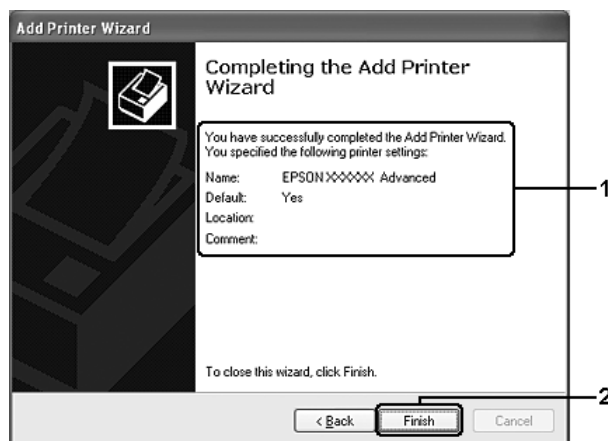 Add Printer Wizard
Completing the Add Printer
Wizard
You have successfully completed the Add Printer Wizard.
You specified the following printer settings:
Name: EPSON XXXXXX Advanced
Default: Yes
Location:
Comment:
1
To close this wizard, click Finish.
2
< Back Finish Cancel